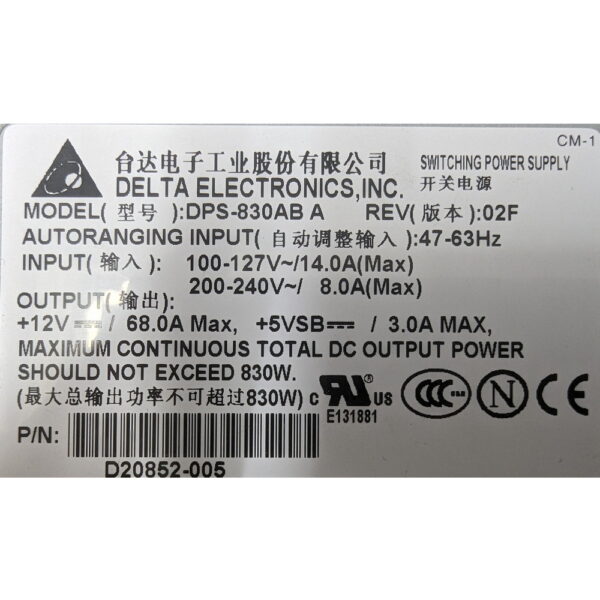 CM-1
台达电子工业股份有限公司 SWITCHING POWER SUPPLY
DELTA ELECTRONICS,INC. 开关电源
MODEL(型号):DPS-830AB A REV(版本):02F
AUTORANGING INPUT(自动调整输入):47-63Hz
INPUT(输入): 100-127V~/14.0A(Max)
200-240V~/ 8.0A(Max)
OUTPUT(输出):
+12V⎓ / 68.0A Max, +5VSB⎓ / 3.0A MAX,
MAXIMUM CONTINUOUS TOTAL DC OUTPUT POWER
SHOULD NOT EXCEED 830W.
(最大总输出功率不可超过830W) c RU® US CCC N CE
E131881
P/N:
D20852-005